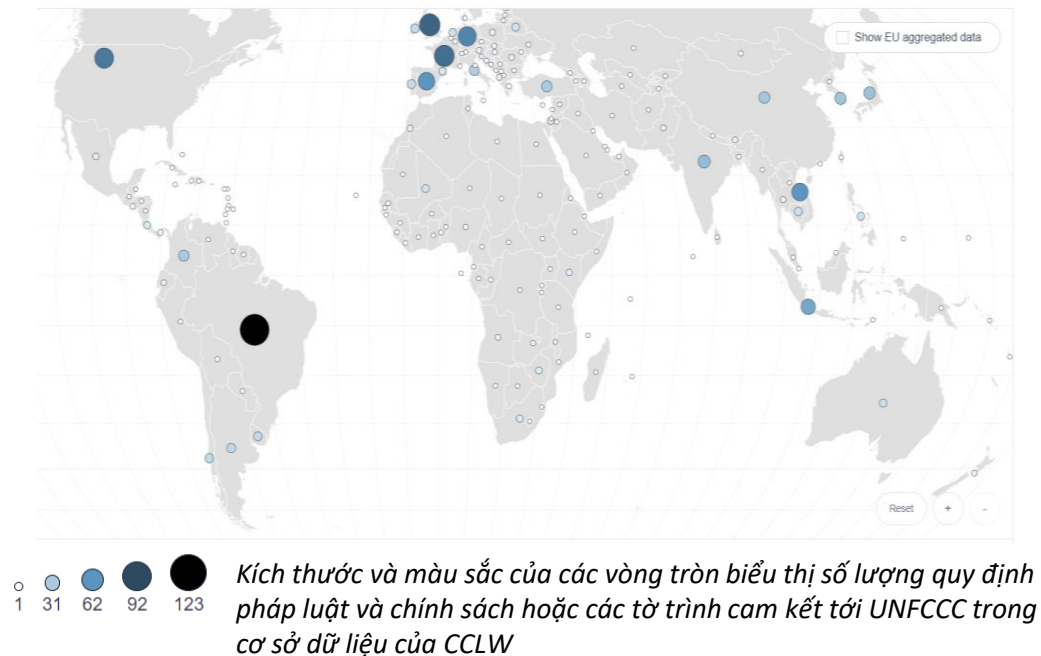 Show EU aggregated data
Reset + -
1 31 62 92 123
Kích thước và màu sắc của các vòng tròn biểu thị số lượng quy định
pháp luật và chính sách hoặc các tờ trình cam kết tới UNFCCC trong
cơ sở dữ liệu của CCLW